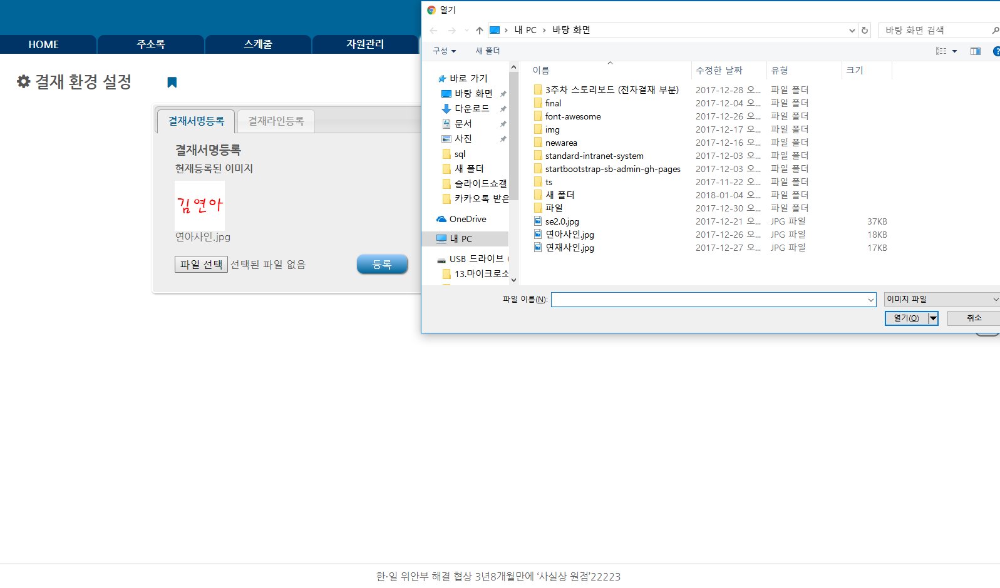 HOME 주소록 스케줄 자원관리
결재 환경 설정
결재서명등록 결재라인등록
결재서명등록
현재등록된 이미지
김연아
연아사인.jpg
파일 선택 선택된 파일 없음 등록
열기
내 PC 바탕 화면 바탕 화면 검색
구성 새 폴더
바로 가기
바탕 화면
다운로드
문서
사진
sql
새 폴더
슬라이드쇼갤
카카오톡 받은
OneDrive
내 PC
USB 드라이브 (
13.마이크로소
이름 수정한 날짜 유형 크기
3주차 스토리보드 (전자결재 부분) 2017-12-28 오... 파일 폴더
final 2017-12-04 오... 파일 폴더
font-awesome 2017-12-26 오... 파일 폴더
img 2017-12-17 오... 파일 폴더
newarea 2017-12-16 오... 파일 폴더
standard-intranet-system 2017-12-03 오... 파일 폴더
startbootstrap-sb-admin-gh-pages 2017-12-03 오... 파일 폴더
ts 2017-11-22 오... 파일 폴더
새 폴더 2018-01-04 오... 파일 폴더
파일 2017-12-30 오... 파일 폴더
se2.0.jpg 2017-12-21 오... JPG 파일 37KB
연아사인.jpg 2017-12-26 오... JPG 파일 18KB
연재사인.jpg 2017-12-27 오... JPG 파일 17KB
파일 이름(N): 이미지 파일
열기(O) 취소
한·일 위안부 해결 협상 3년8개월만에 ‘사실상 원점’22223